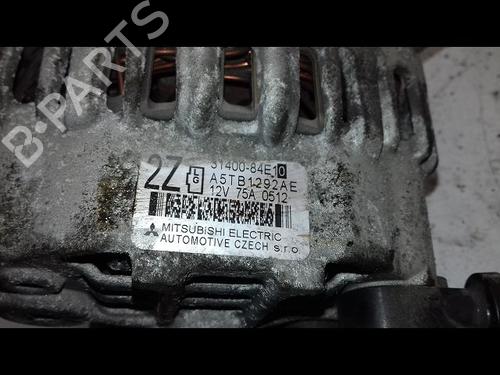 B-PARTS
31400-84E10
2Z G A5TB1292AE
12V 75A 0512
MITSUBISHI ELECTRIC
AUTOMOTIVE CZECH s.r.o